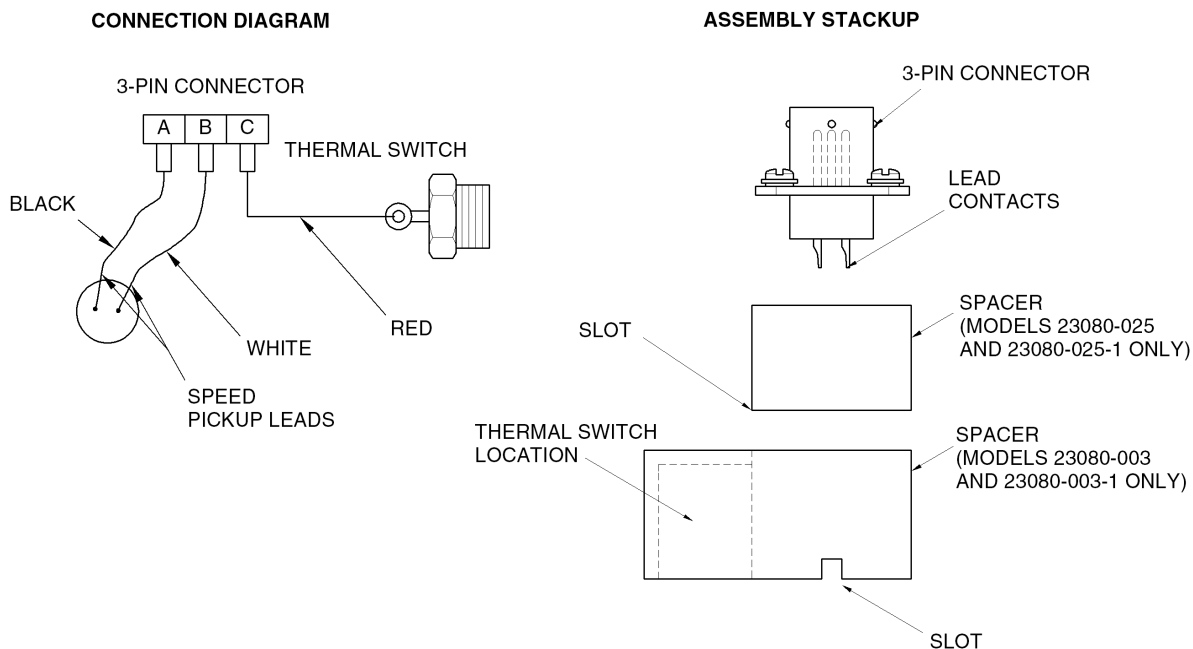 CONNECTION DIAGRAM
3-PIN CONNECTOR
A B C
THERMAL SWITCH
BLACK
RED
WHITE
SPEED
PICKUP LEADS
ASSEMBLY STACKUP
3-PIN CONNECTOR
LEAD
CONTACTS
SLOT
SPACER
(MODELS 23080-025
AND 23080-025-1 ONLY)
THERMAL SWITCH
LOCATION
SPACER
(MODELS 23080-003
AND 23080-003-1 ONLY)
SLOT